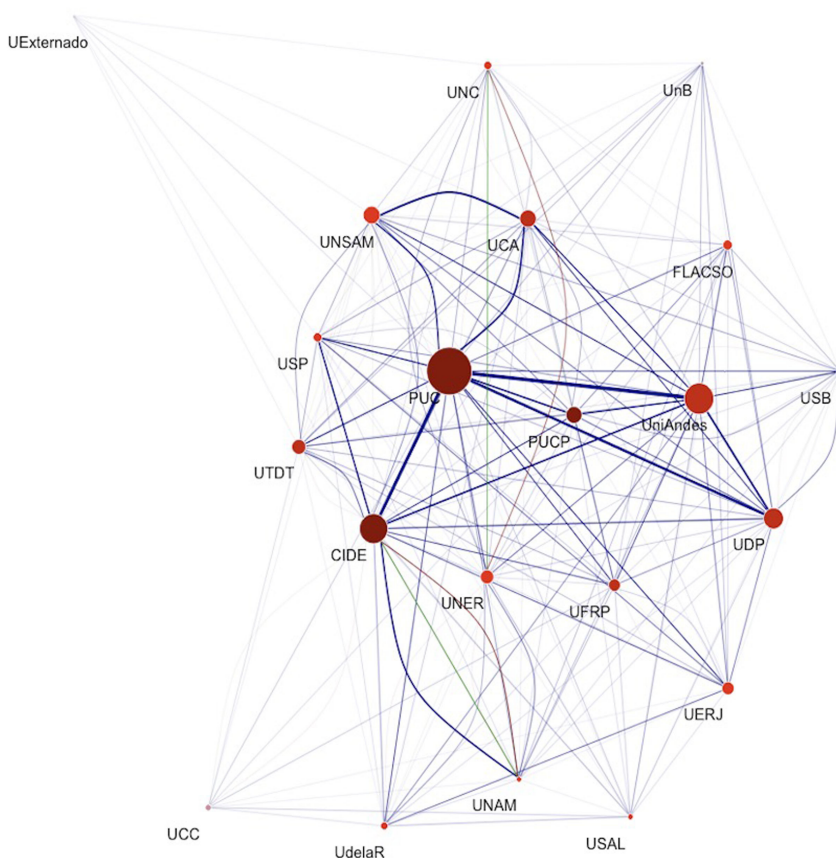 UExternado
UNC
UnB
UNSAM
UCA
FLACSO
USP
PUC
USB
UniAndes
PUCP
UTDT
UDP
CIDE
UNER
UFRP
UERJ
UNAM
UCC
USAL
UdelaR